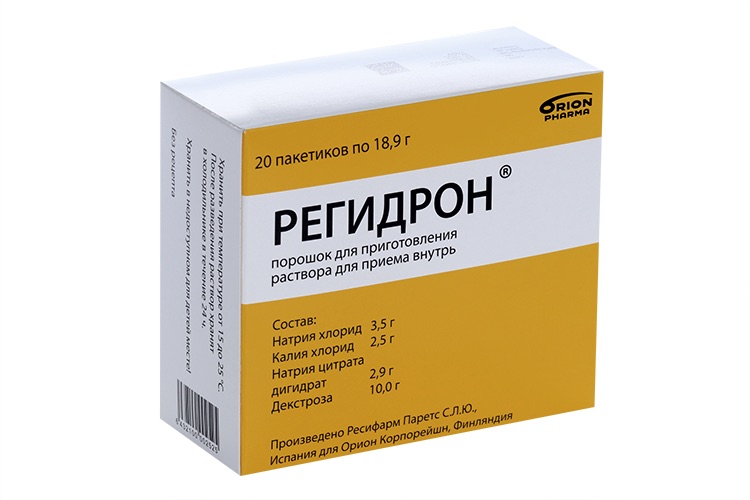 ORION
PHARMA
20 пакетиков по 18,9 г
РЕГИДРОН®
порошок для приготовления
раствора для приема внутрь
Состав:
Натрия хлорид 3,5 г
Калия хлорид 2,5 г
Натрия цитрата
дигидрат 2,9 г
Декстроза 10,0 г
Произведено Ресифарм Паретс С.Л.Ю.,
Испания для Орион Корпорейшн, Финляндия
Хранить при температуре от 15 до 25 °С.
После разведения раствор хранить
в холодильнике в течение 24 ч.
Хранить в недоступном для детей месте!
Без рецепта